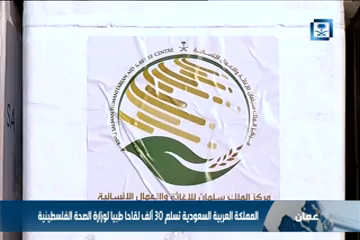 KING SALMAN HUMANITARIAN AID & RELIEF CENTRE
مركز الملك سلمان للإغاثة والأعمال الإنسانية
المملكة العربية السعودية تسلم 30 ألف لقاحا طبيا لوزارة الصحة الفلسطينية
عمان